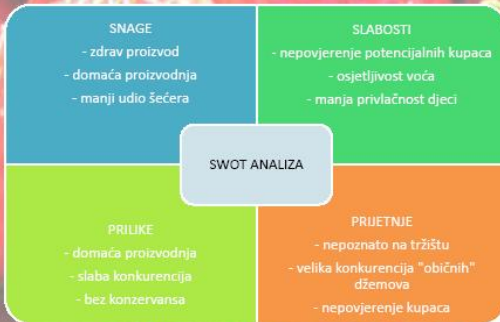 SNAGE
- zdrav proizvod
- domaća proizvodnja
- manji udio šećera
SLABOSTI
- nepovjerenje potencijalnih kupaca
- osjetljivost voća
- manja privlačnost djeci
SWOT ANALIZA
PRILIKE
- domaća proizvodnja
- slaba konkurencija
- bez konzervansa
PRIJETNJE
- nepoznato na tržištu
- velika konkurencija "običnih"
džemova
- nepovjerenje kupaca